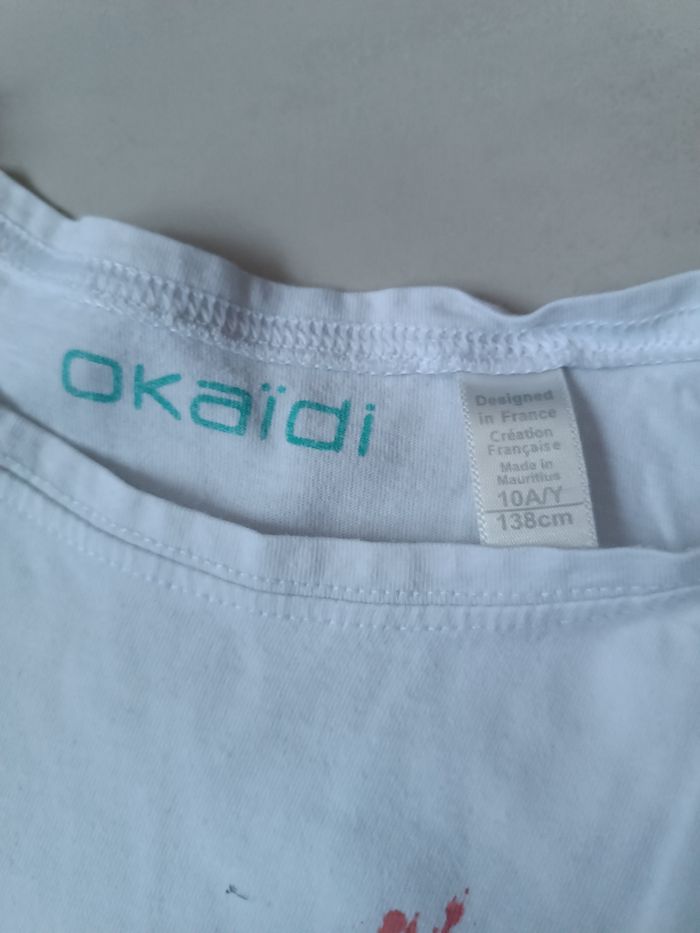 okaïdi
Designed
in France
Création
Française
Made in
Mauritius
10A/Y
138cm